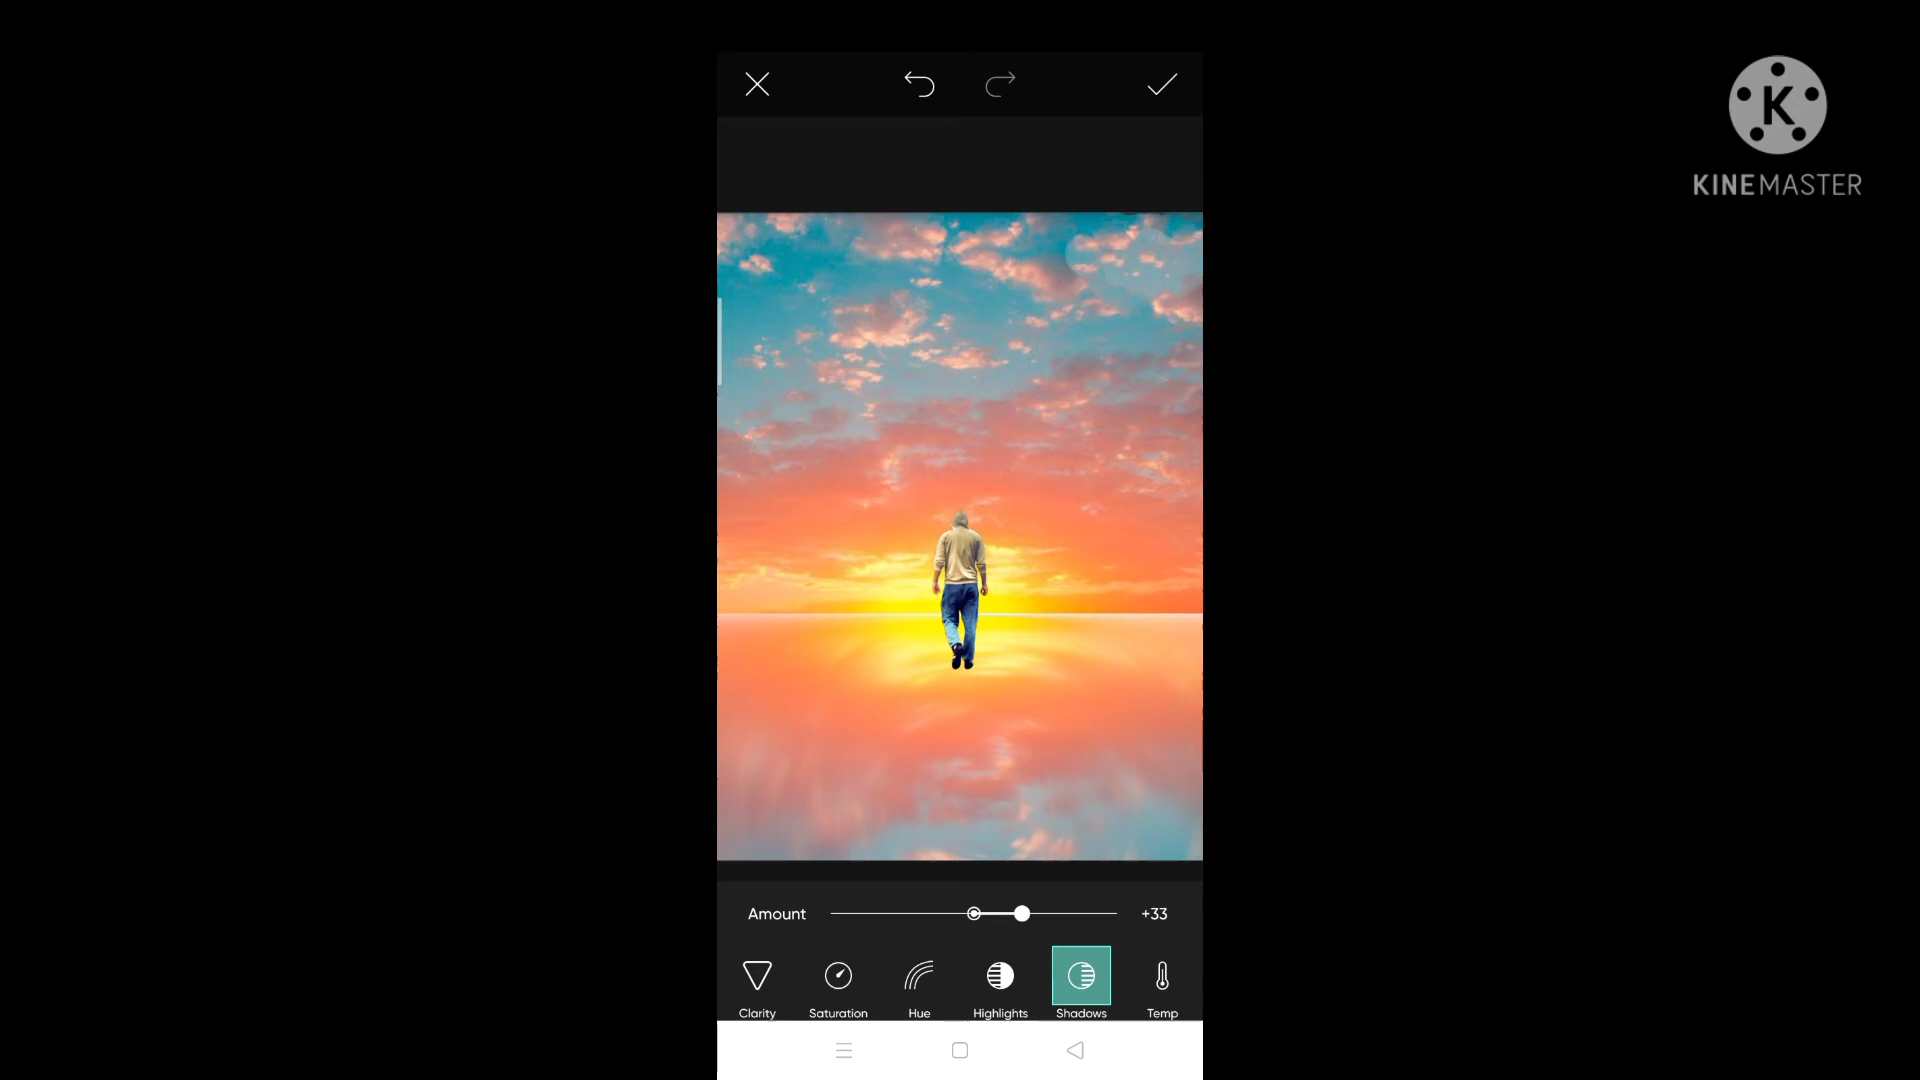 K
KINEMASTER
Amount +33
Clarity Saturation Hue Highlights Shadows Temp